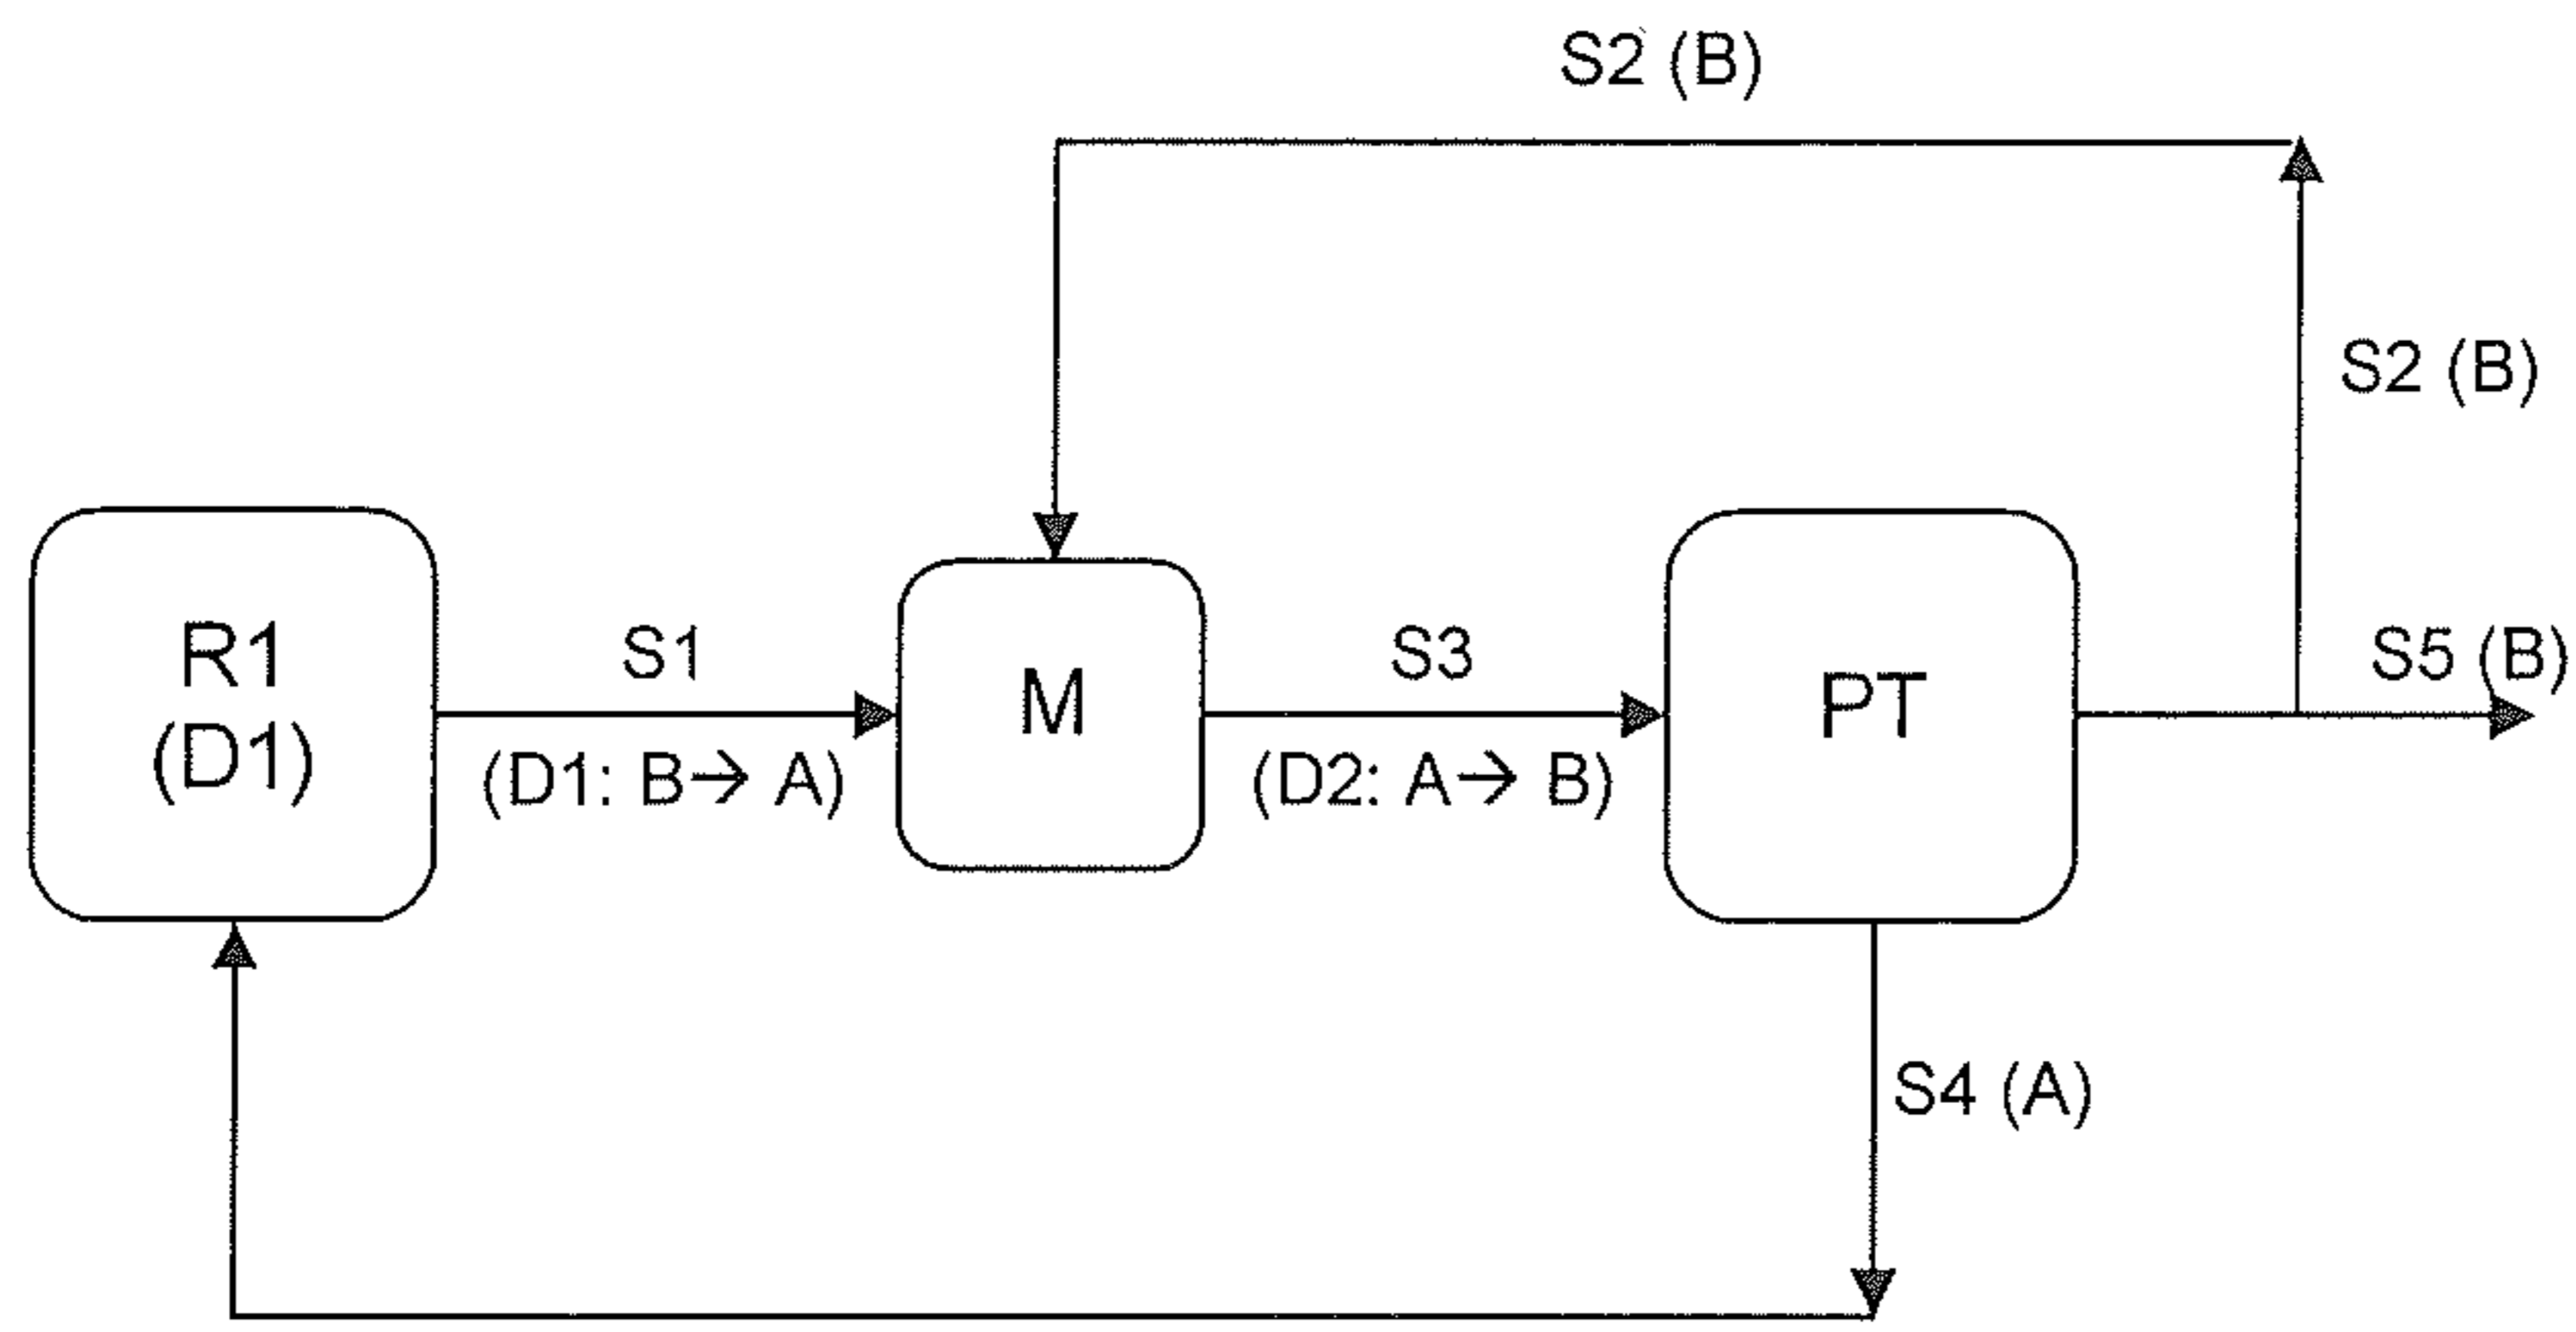 S2 (B)
S2 (B)
R1
(D1)
S1
(D1: B→ A)
M
S3
(D2: A→ B)
PT
S5 (B)
S4 (A)